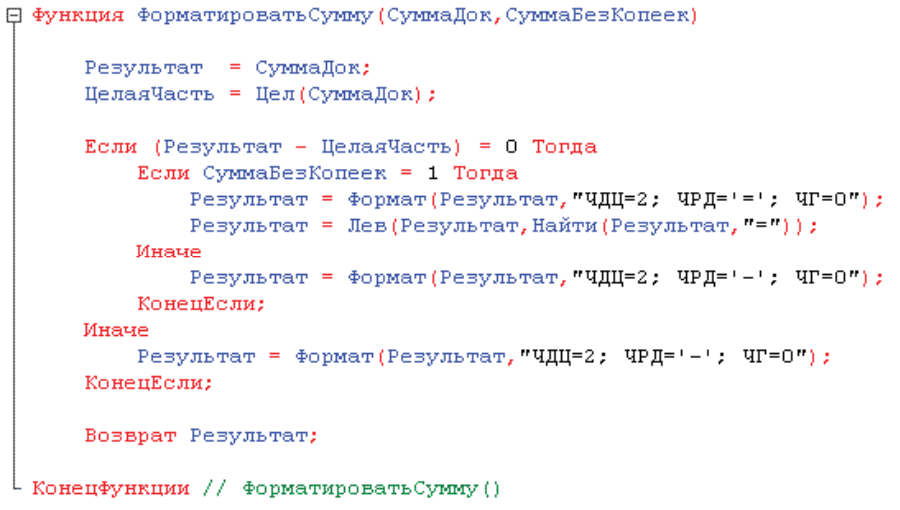 Функция ФорматироватьСумму(СуммаДок,СуммаБезКопеек)
Результат  = СуммаДок;
ЦелаяЧасть = Цел(СуммаДок);
Если (Результат - ЦелаяЧасть) = 0 Тогда
Если СуммаБезКопеек = 1 Тогда
Результат = Формат(Результат,"ЧДЦ=2; ЧРД='='; ЧГ=0");
Результат = Лев(Результат,Найти(Результат,"="));
Иначе
Результат = Формат(Результат,"ЧДЦ=2; ЧРД='-'; ЧГ=0");
КонецЕсли;
Иначе
Результат = Формат(Результат,"ЧДЦ=2; ЧРД='-'; ЧГ=0");
КонецЕсли;
Возврат Результат;
КонецФункции // ФорматироватьСумму()